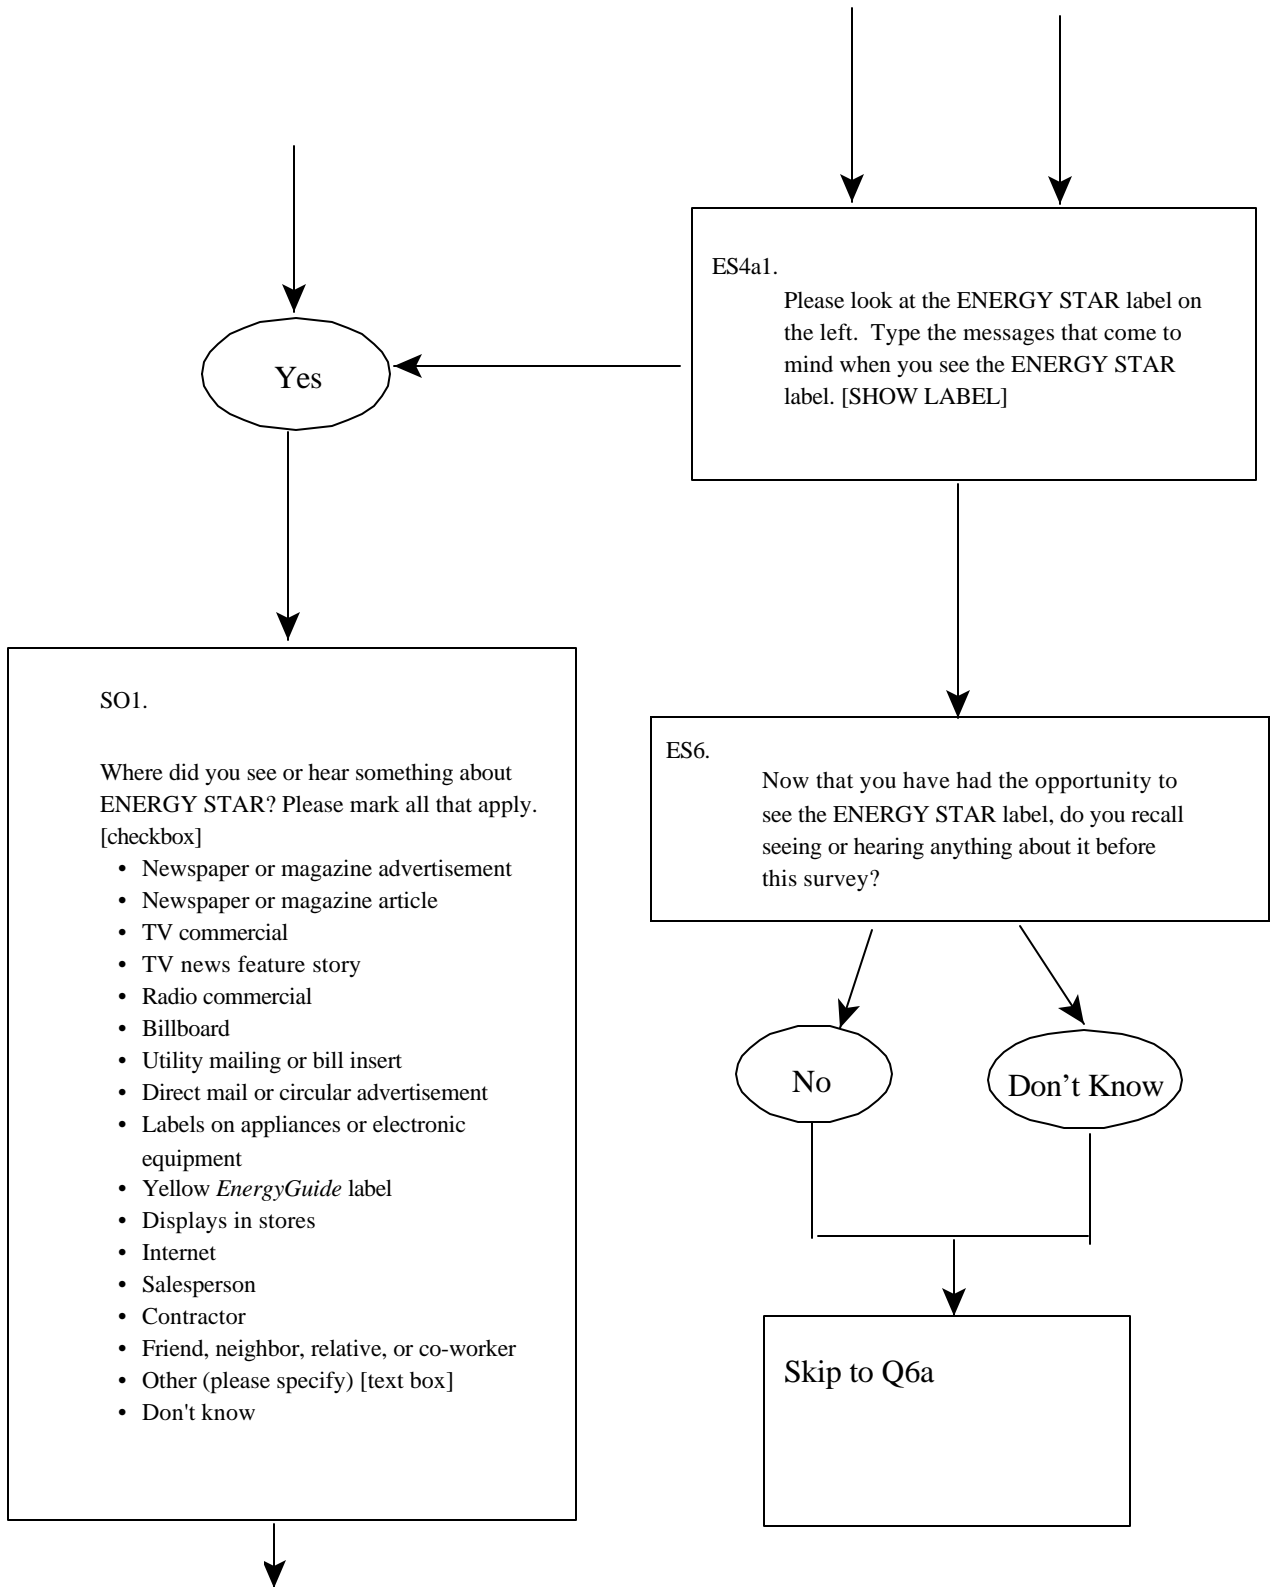 ES4a1.
Please look at the ENERGY STAR label on
the left.  Type the messages that come to
mind when you see the ENERGY STAR
label. [SHOW LABEL]
Yes
SO1.
Where did you see or hear something about
ENERGY STAR? Please mark all that apply.
[checkbox]
• Newspaper or magazine advertisement
• Newspaper or magazine article
• TV commercial
• TV news feature story
• Radio commercial
• Billboard
• Utility mailing or bill insert
• Direct mail or circular advertisement
• Labels on appliances or electronic
equipment
• Yellow EnergyGuide label
• Displays in stores
• Internet
• Salesperson
• Contractor
• Friend, neighbor, relative, or co-worker
• Other (please specify) [text box]
• Don't know
ES6.
Now that you have had the opportunity to
see the ENERGY STAR label, do you recall
seeing or hearing anything about it before
this survey?
No
Don’t Know
Skip to Q6a